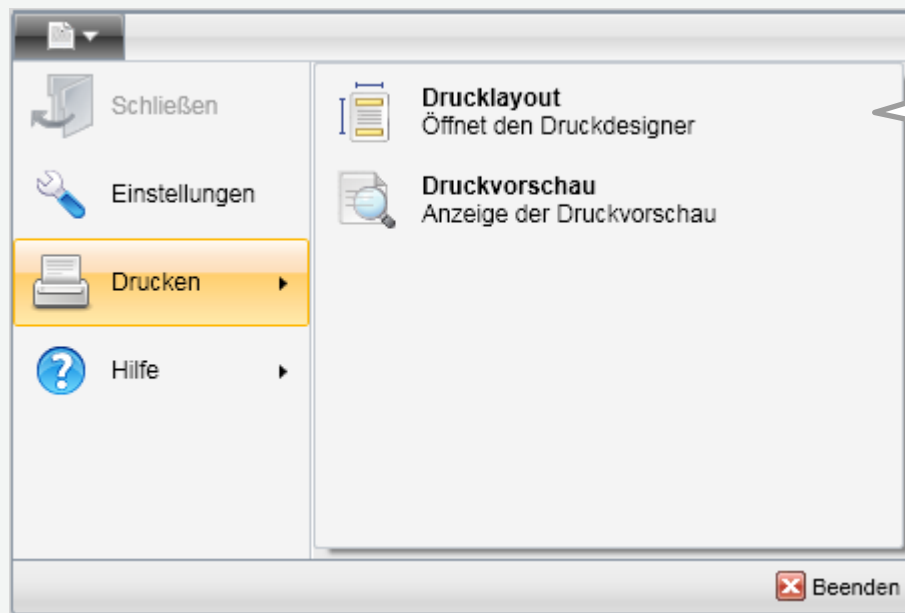 Schließen
Einstellungen
Drucken
Hilfe
Drucklayout
Öffnet den Druckdesigner
Druckvorschau
Anzeige der Druckvorschau
Beenden